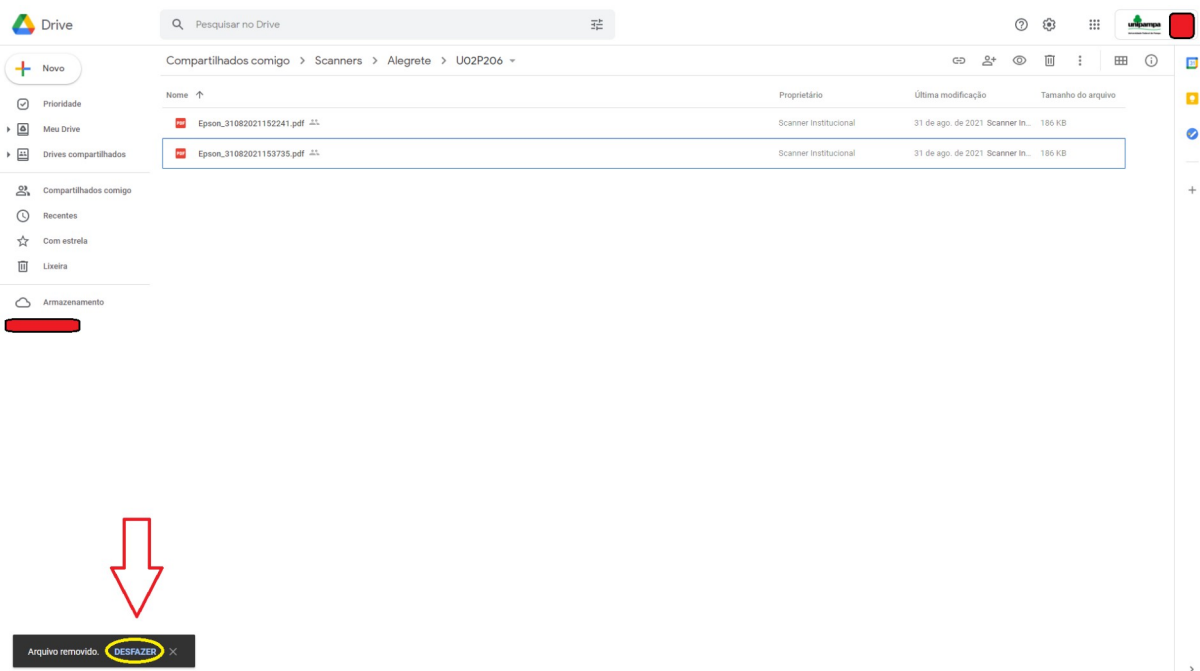 Drive
Pesquisar no Drive
unipampa
Novo
Compartilhados comigo > Scanners > Alegrete > U02P206
Prioridade
Meu Drive
Drives compartilhados
Compartilhados comigo
Recentes
Com estrela
Lixeira
Armazenamento
Nome Proprietário Última modificação Tamanho do arquivo
PDF Epson_31082021152241.pdf Scanner Institucional 31 de ago. de 2021 Scanner In... 186 KB
PDF Epson_31082021153735.pdf Scanner Institucional 31 de ago. de 2021 Scanner In... 186 KB
Arquivo removido. DESFAZER